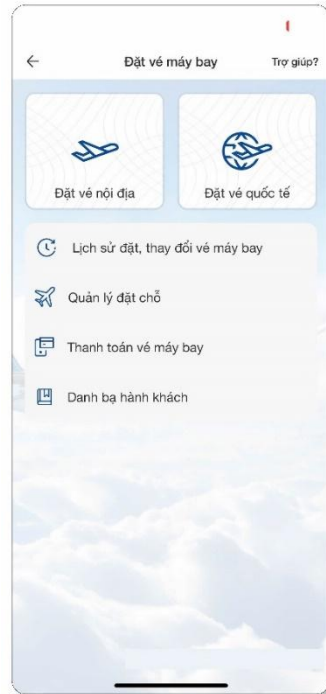 Đặt vé máy bay
Trợ giúp?
Đặt vé nội địa
Đặt vé quốc tế
Lịch sử đặt, thay đổi vé máy bay
Quản lý đặt chỗ
Thanh toán vé máy bay
Danh bạ hành khách